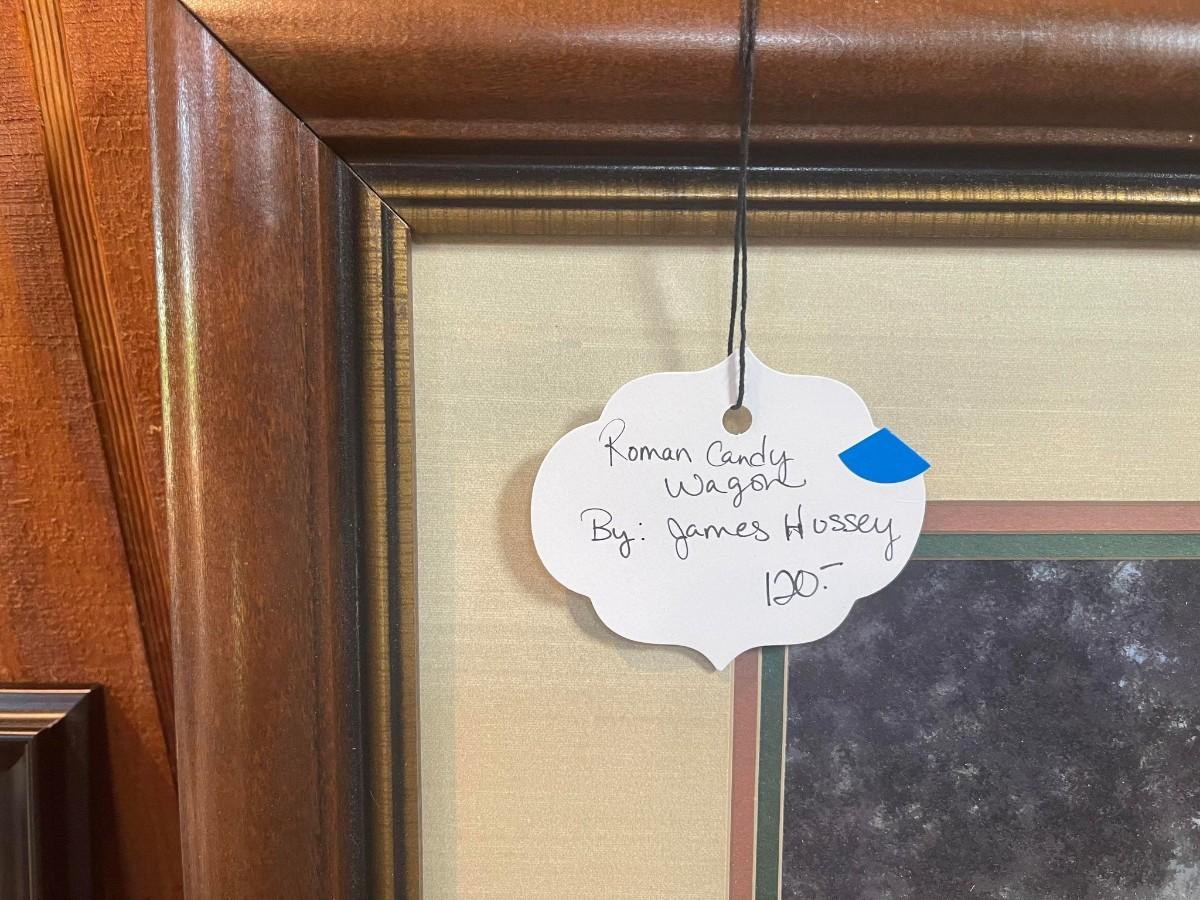 Roman Candy
Wagon
By: James Hussey
120.-